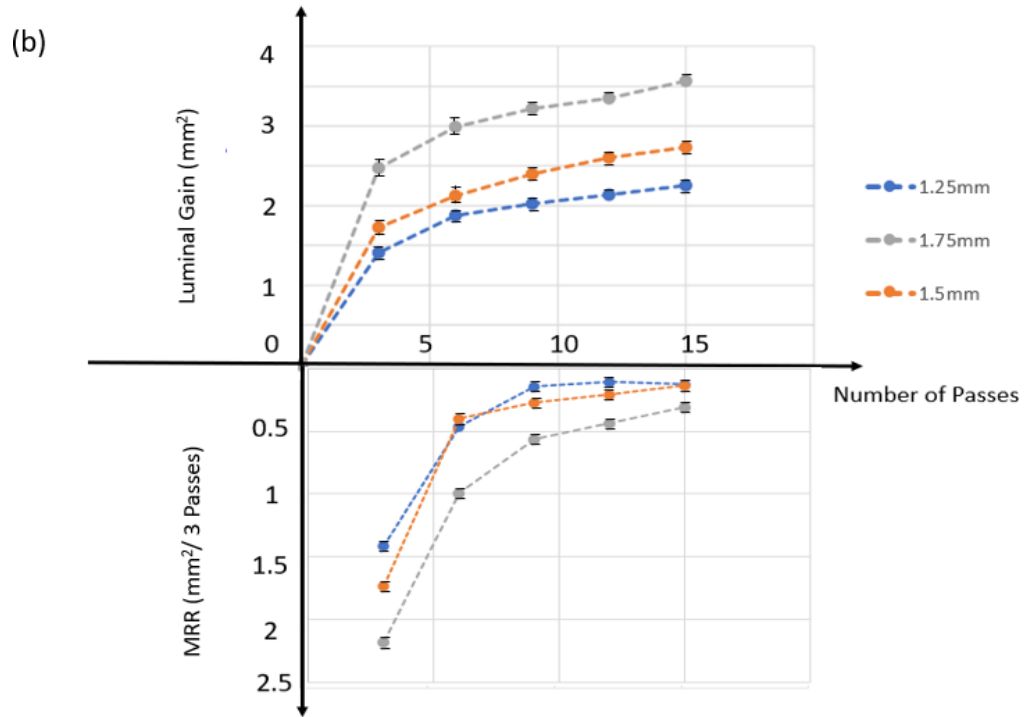 (b)
Luminal Gain (mm²)
4
3
2
1
0
5
10
15
Number of Passes
MRR (mm²/ 3 Passes)
0.5
1
1.5
2
2.5
1.25mm
1.75mm
1.5mm